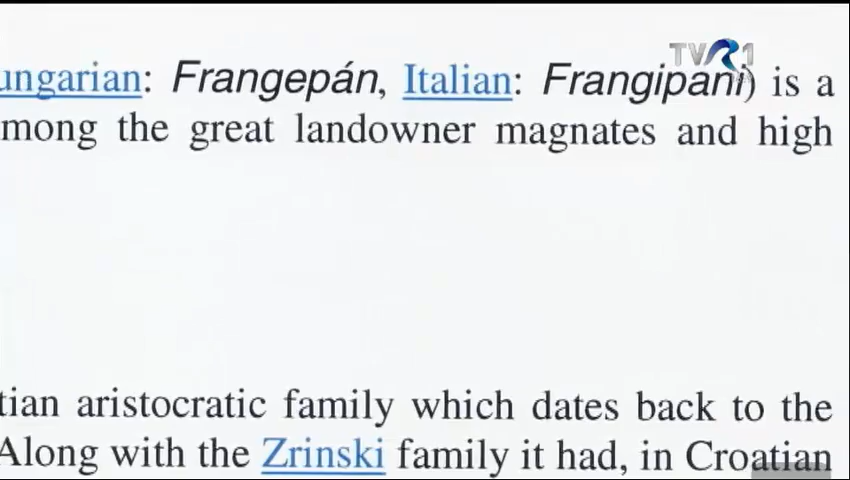 TVR1
ungarian: Frangepán, Italian: Frangipani) is a
mong the great landowner magnates and high
tian aristocratic family which dates back to the
Along with the Zrinski family it had, in Croatian